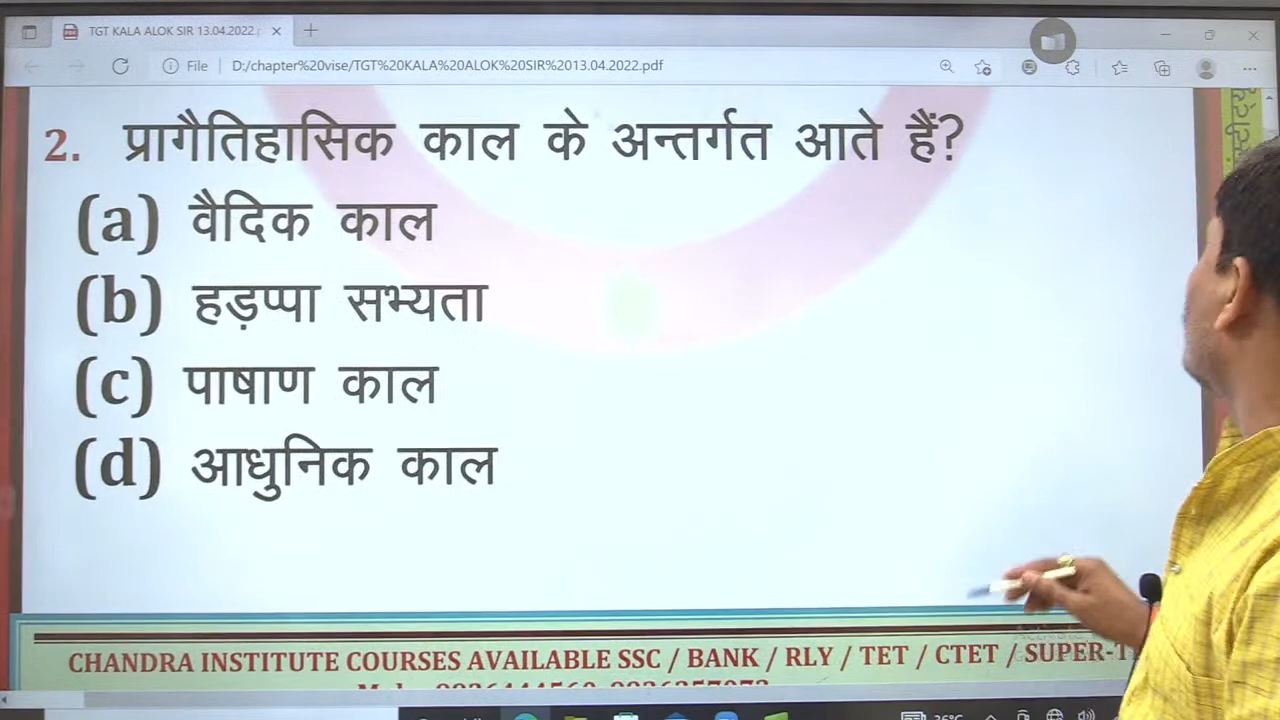 TGT KALA ALOK SIR 13.04.2022.
File D:/chapter%20vise/TGT%20KALA%20ALOK%20SIR%2013.04.2022.pdf
2. प्रागैतिहासिक काल के अन्तर्गत आते हैं?
(a) वैदिक काल
(b) हड़प्पा सभ्यता
(c) पाषाण काल
(d) आधुनिक काल
CHANDRA INSTITUTE COURSES AVAILABLE SSC / BANK / RLY / TET / CTET / SUPER-T
36°C